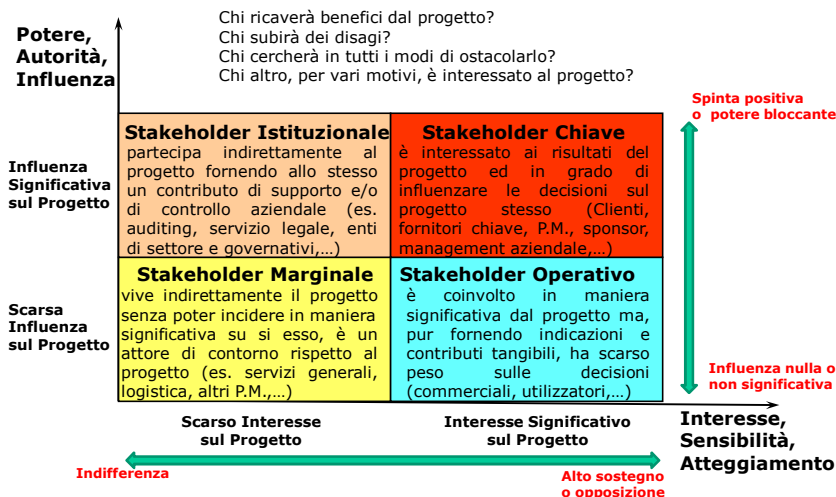 Chi ricaverà benefici dal progetto?
Chi subirà dei disagi?
Chi cercherà in tutti i modi di ostacolarlo?
Chi altro, per vari motivi, è interessato al progetto?
Potere,
Autorità,
Influenza
Spinta positiva
o potere bloccante
Influenza
Significativa
sul Progetto
Stakeholder Istituzionale
partecipa indirettamente al
progetto fornendo allo stesso
un contributo di supporto e/o
di controllo aziendale (es.
auditing, servizio legale, enti
di settore e governativi,...)
Stakeholder Chiave
è interessato ai risultati del
progetto ed in grado di
influenzare le decisioni sul
progetto stesso (Clienti,
fornitori chiave, P.M., sponsor,
management aziendale,...)
Scarsa
Influenza
sul Progetto
Stakeholder Marginale
vive indirettamente il progetto
senza poter incidere in maniera
significativa su si esso, è un
attore di contorno rispetto al
progetto (es. servizi generali,
logistica, altri P.M.,...)
Stakeholder Operativo
è coinvolto in maniera
significativa dal progetto ma,
pur fornendo indicazioni e
contributi tangibili, ha scarso
peso sulle decisioni
(commerciali, utilizzatori,...)
Influenza nulla o
non significativa
Scarso Interesse
sul Progetto
Interesse Significativo
sul Progetto
Interesse,
Sensibilità,
Atteggiamento
Indifferenza
Alto sostegno
o opposizione